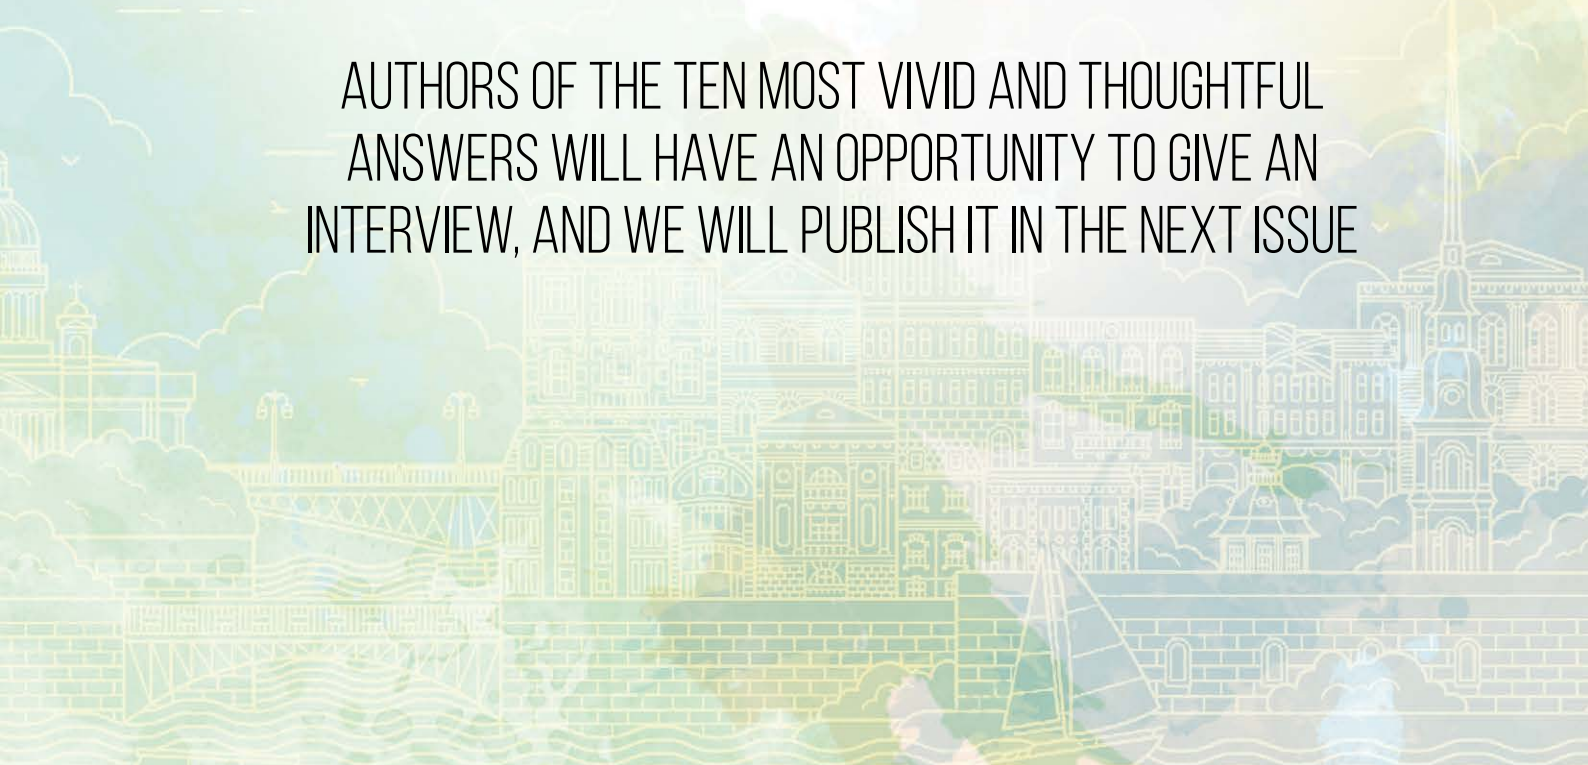 AUTHORS OF THE TEN MOST VIVID AND THOUGHTFUL
ANSWERS WILL HAVE AN OPPORTUNITY TO GIVE AN
INTERVIEW, AND WE WILL PUBLISH IT IN THE NEXT ISSUE